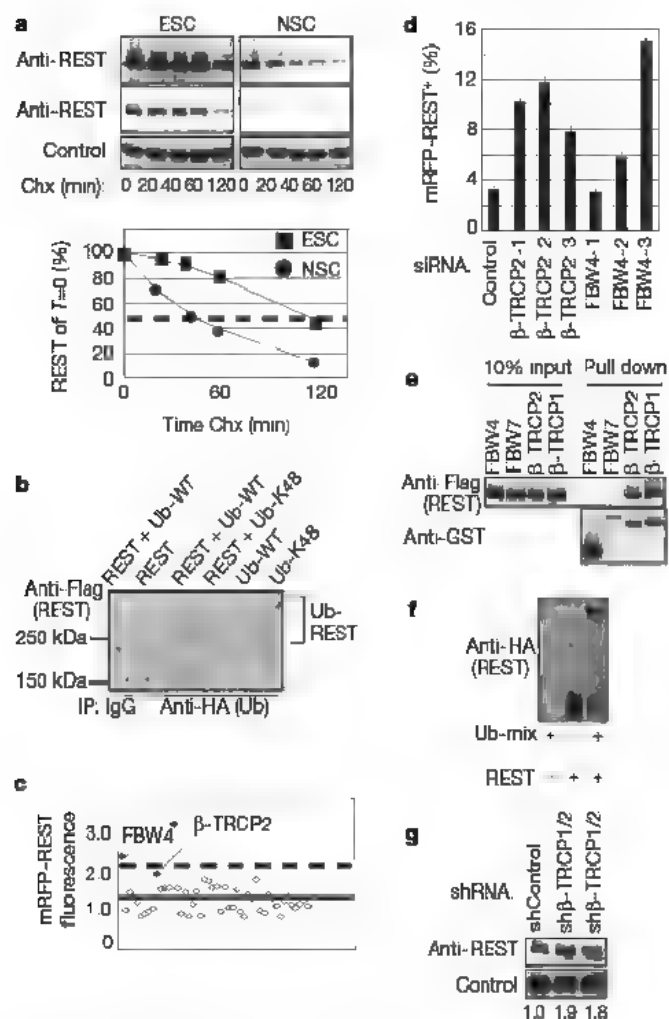 a
ESC NSC
Anti-REST
Anti-REST
Control
Chx (min): 0 20 40 60 120 0 20 40 60 120
REST of T=0 (%)
100
80
60
40
20
0
ESC
NSC
0 60 120
Time Chx (min)
b
REST + Ub-WT
REST
REST + Ub-WT
REST + Ub-K48
Ub-WT
Ub-K48
Anti-Flag
(REST)
250 kDa
150 kDa
Ub-
REST
IP: IgG Anti-HA (Ub)
c
mRFP-REST
fluorescence
3.0
2.0
1.0
0
FBW4
β-TRCP2
d
mRFP-REST⁺ (%)
16
12
8
4
0
siRNA.
Control
β-TRCP2-1
β-TRCP2 2
β-TRCP2 3
FBW4-1
FBW4-2
FBW4-3
e
10% input Pull down
FBW4
FBW7
β TRCP2
β-TRCP1
FBW4
FBW7
β TRCP2
β-TRCP1
Anti-Flag
(REST)
Anti-GST
f
Anti-HA
(REST)
Ub-mix + +
REST + +
g
shRNA.
shControl
shβ-TRCP1/2
shβ-TRCP1/2
Anti-REST
Control
1.0 1.9 1.8